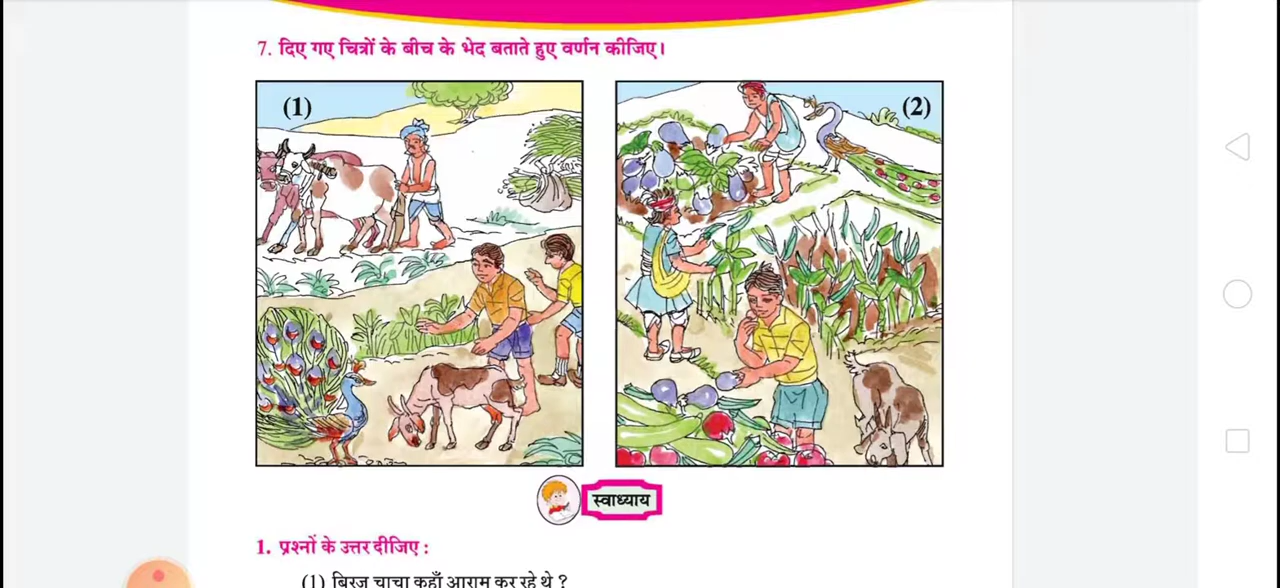 7. दिए गए चित्रों के बीच के भेद बताते हुए वर्णन कीजिए।
(1)
(2)
स्वाध्याय
1. प्रश्नों के उत्तर दीजिए :
(1) बिरजू चाचा कहाँ आराम कर रहे थे ?